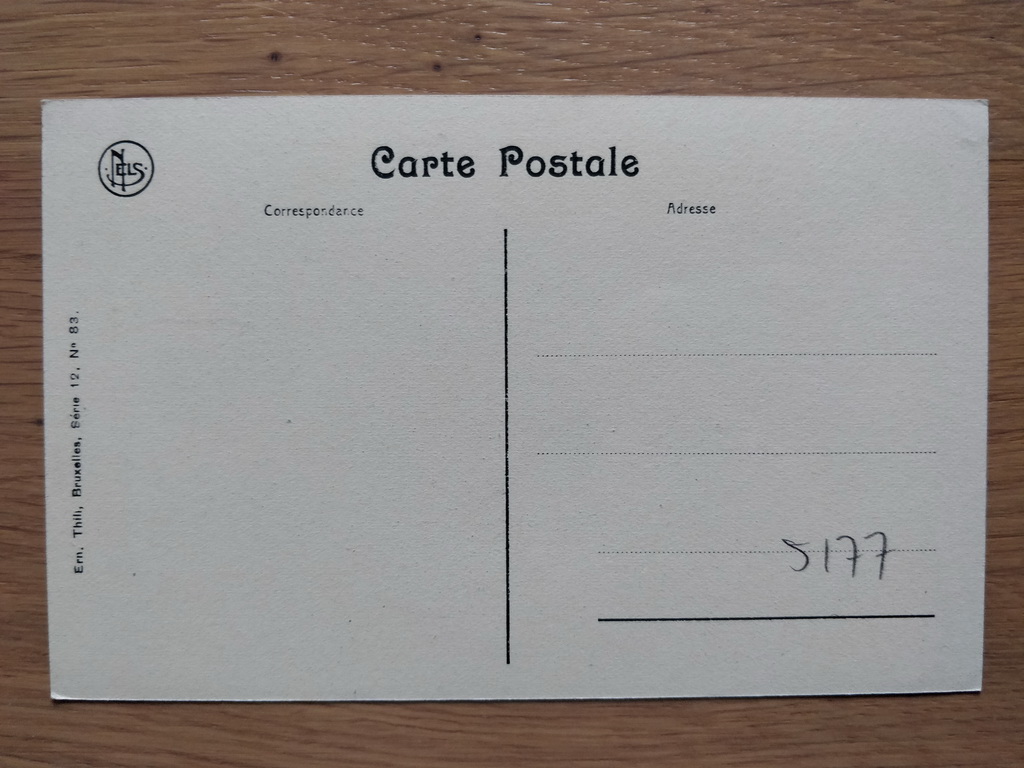 NELS
Carte Postale
Correspondance
Adresse
Ern. Thill, Bruxelles, Série 12, Nº 83.
5177